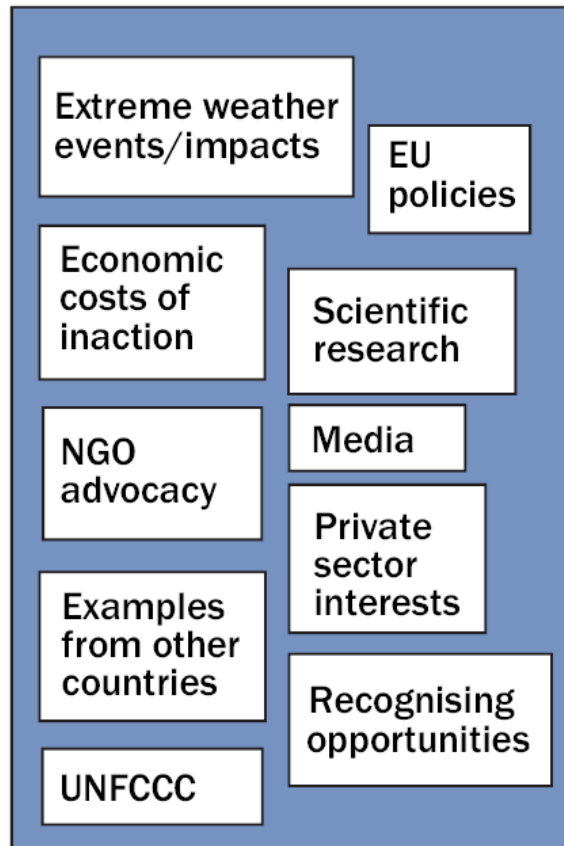 Extreme weather
events/impacts
EU
policies
Economic
costs of
inaction
Scientific
research
NGO
advocacy
Media
Private
sector
interests
Examples
from other
countries
Recognising
opportunities
UNFCCC